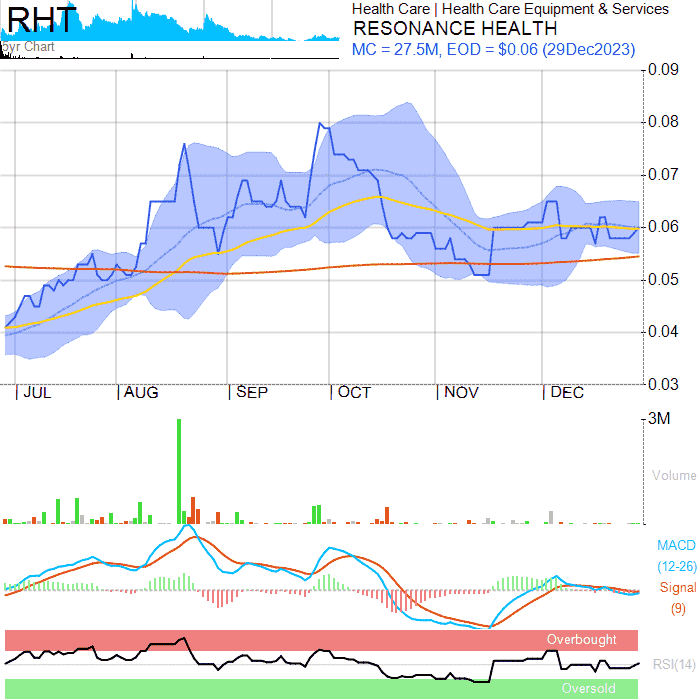 RHT
5yr Chart
Health Care | Health Care Equipment & Services
RESONANCE HEALTH
MC = 27.5M, EOD = $0.06 (29Dec2023)
0.09
0.08
0.07
0.06
0.05
0.04
0.03
JUL AUG SEP OCT NOV DEC
3M
Volume
MACD
(12-26)
Signal
(9)
Overbought
RSI(14)
Oversold